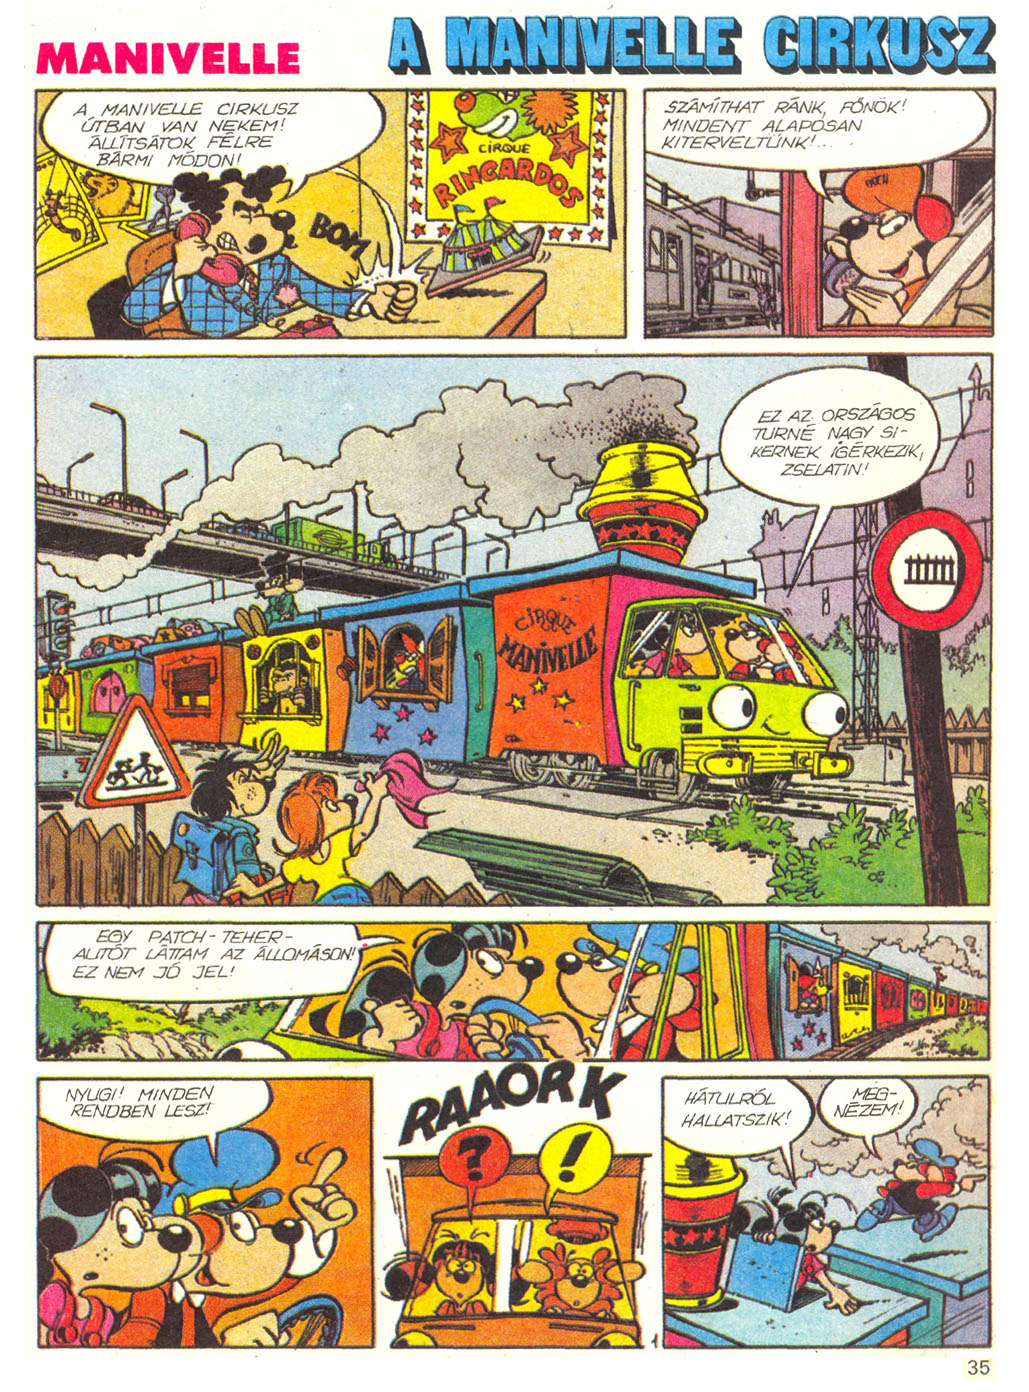 MANIVELLE
A MANIVELLE CIRKUSZ
A MANIVELLE CIRKUSZ
ÚTBAN VAN NEKEM!
ÁLLÍTSÁTOK FÉLRE
BÁRMI MÓDON!
BOM
CIRQUE
RINGARDOS
SZÁMÍTHAT RÁNK, FŐNÖK!
MINDENT ALAPOSAN
KITERVELTÜNK!...
PATCH
EZ AZ ORSZÁGOS
TURNÉ NAGY SI-
KERNEK ÍGÉRKEZIK,
ZSELATIN!
CIRQUE
MANIVELLE
EGY PATCH-TEHER-
AUTÓT LÁTTAM AZ ÁLLOMÁSON!
EZ NEM JÓ JEL!
NYUGI! MINDEN
RENDBEN LESZ!
RAAORK
? !
HÁTULRÓL
HALLATSZIK!
MEG-
NÉZEM!
1
35